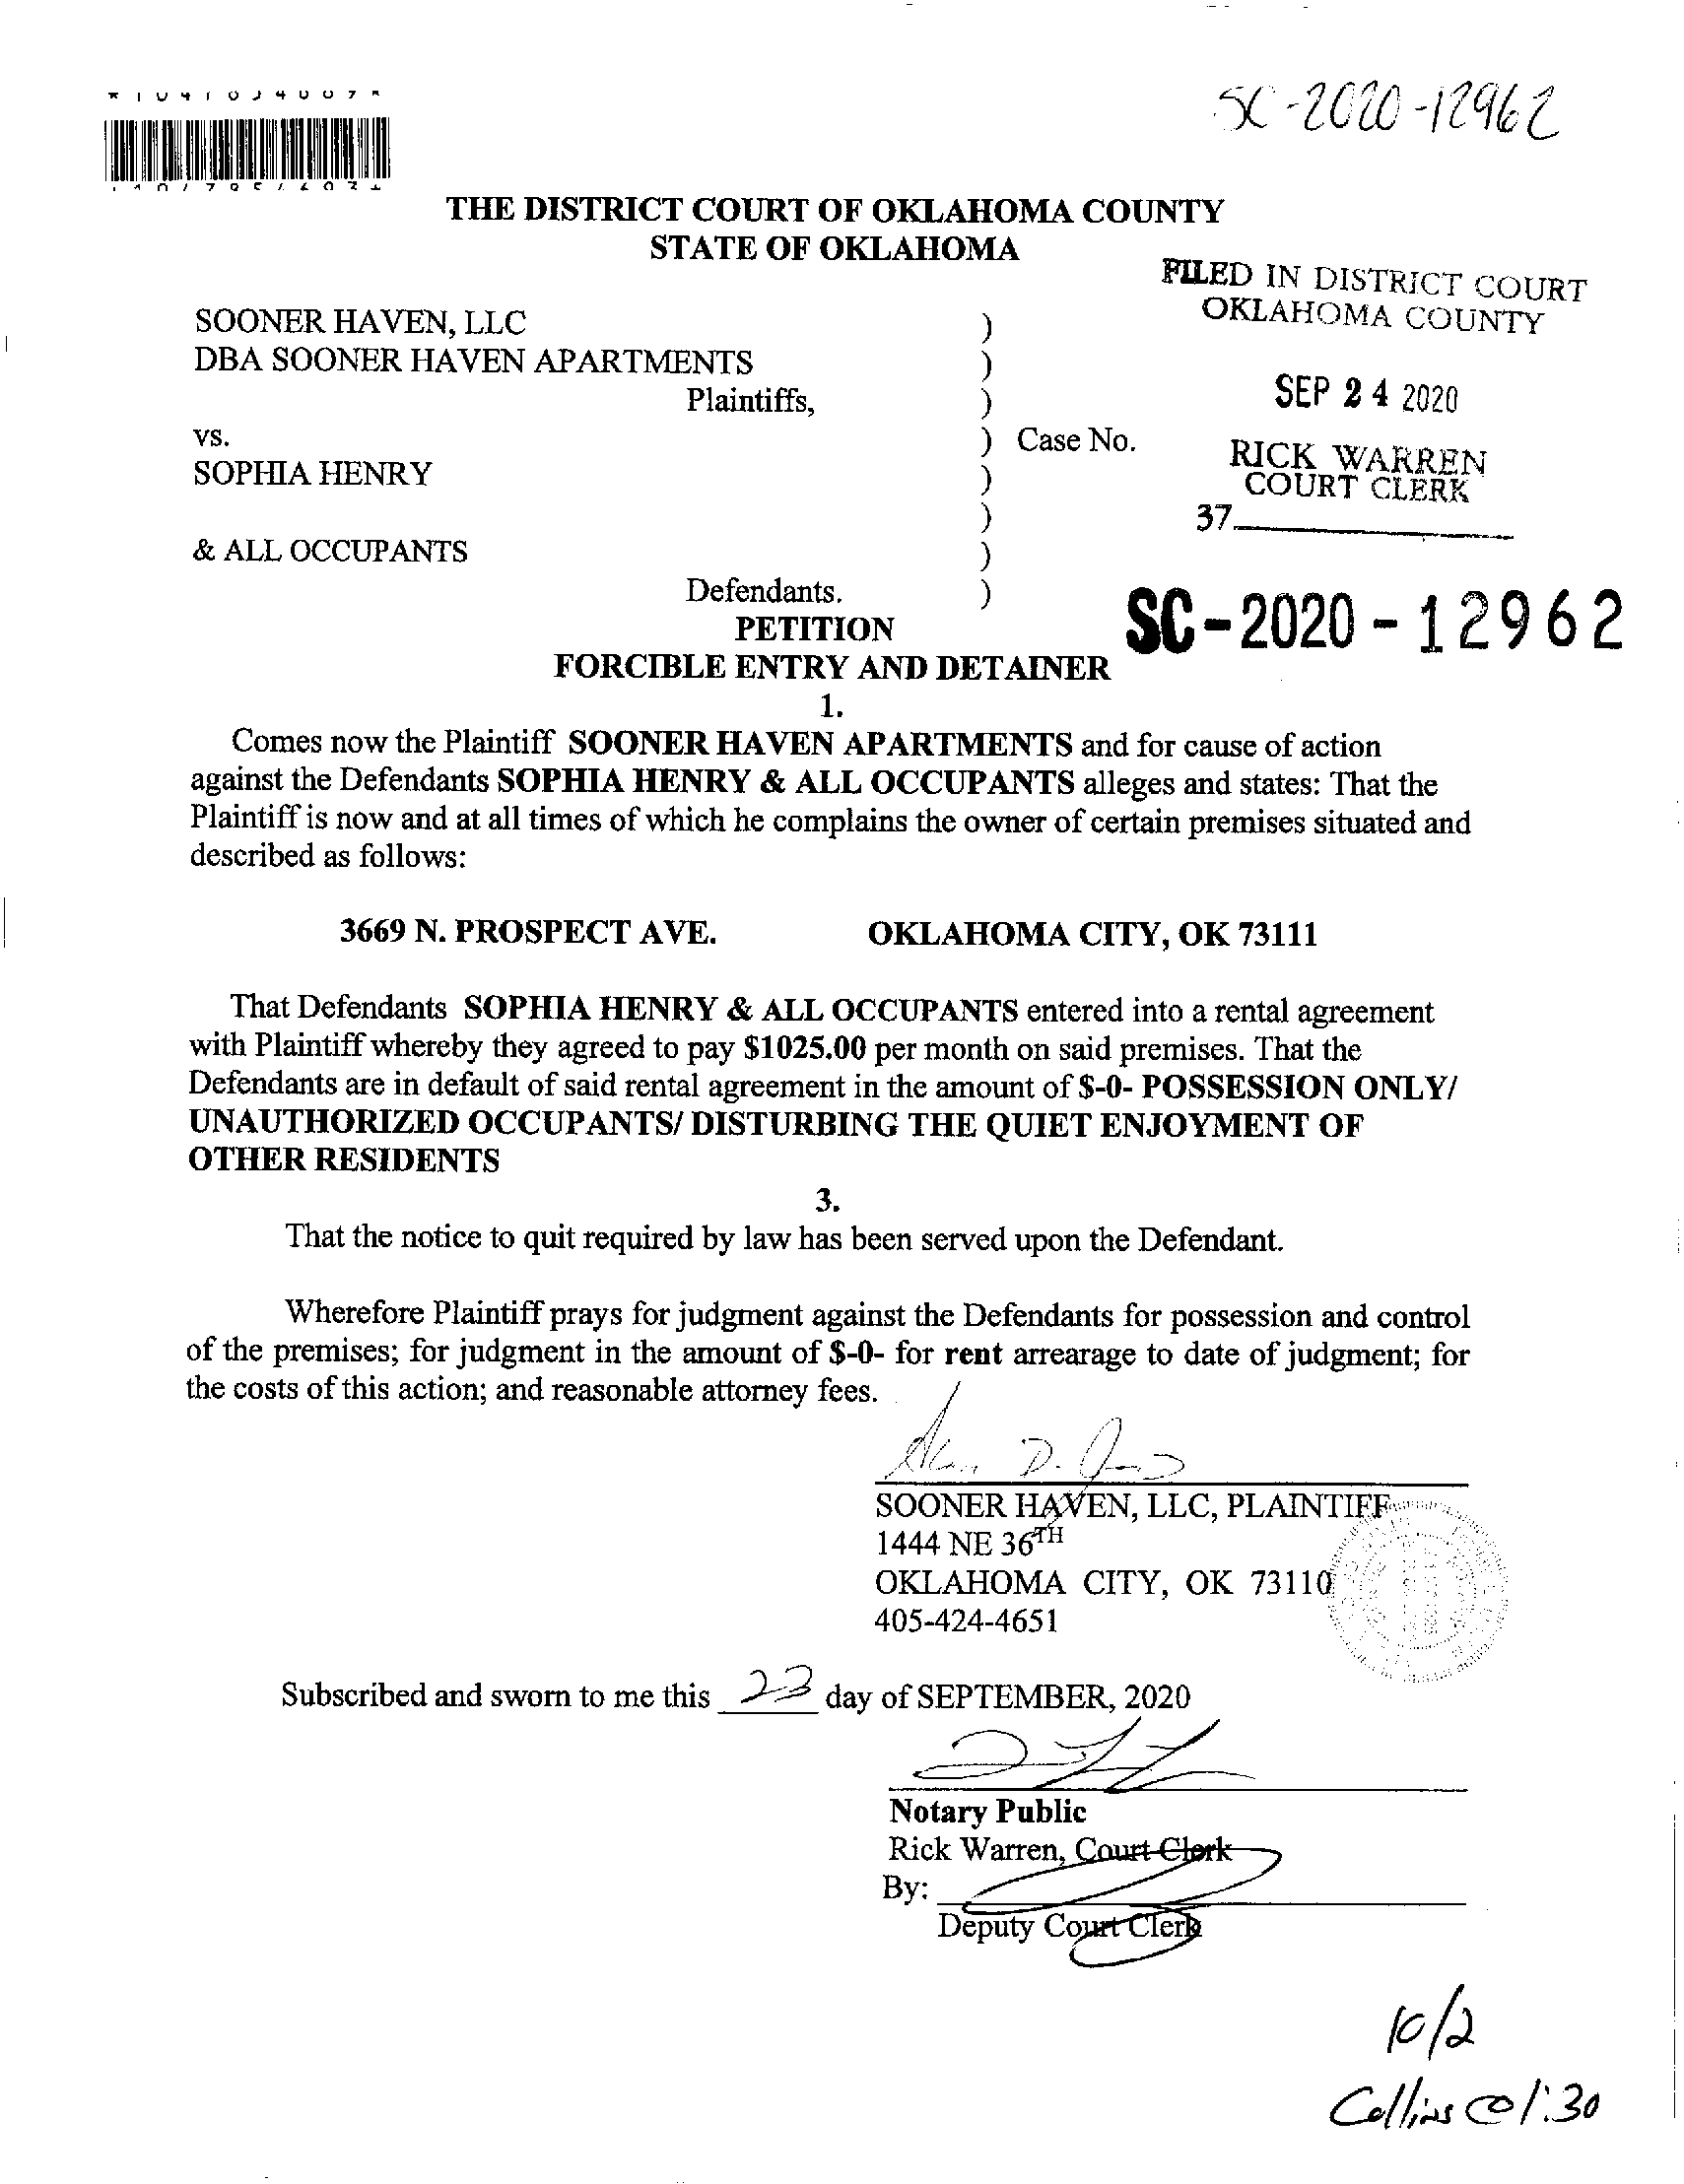 SC-2020-12962
THE DISTRICT COURT OF OKLAHOMA COUNTY
STATE OF OKLAHOMA
FILED IN DISTRICT COURT
OKLAHOMA COUNTY
SEP 24 2020
RICK WARREN
COURT CLERK
37
SOONER HAVEN, LLC )
DBA SOONER HAVEN APARTMENTS )
Plaintiffs, )
vs. ) Case No.
SOPHIA HENRY )
)
& ALL OCCUPANTS )
Defendants. )
SC-2020-12962
PETITION
FORCIBLE ENTRY AND DETAINER
1.
Comes now the Plaintiff SOONER HAVEN APARTMENTS and for cause of action
against the Defendants SOPHIA HENRY & ALL OCCUPANTS alleges and states: That the
Plaintiff is now and at all times of which he complains the owner of certain premises situated and
described as follows:
3669 N. PROSPECT AVE. OKLAHOMA CITY, OK 73111
That Defendants SOPHIA HENRY & ALL OCCUPANTS entered into a rental agreement
with Plaintiff whereby they agreed to pay $1025.00 per month on said premises. That the
Defendants are in default of said rental agreement in the amount of $-0- POSSESSION ONLY/
UNAUTHORIZED OCCUPANTS/ DISTURBING THE QUIET ENJOYMENT OF
OTHER RESIDENTS
3.
That the notice to quit required by law has been served upon the Defendant.
Wherefore Plaintiff prays for judgment against the Defendants for possession and control
of the premises; for judgment in the amount of $-0- for rent arrearage to date of judgment; for
the costs of this action; and reasonable attorney fees.
SOONER HAVEN, LLC, PLAINTIFF
1444 NE 36TH
OKLAHOMA CITY, OK 73110
405-424-4651
Subscribed and sworn to me this 23 day of SEPTEMBER, 2020
Notary Public
Rick Warren, Court Clerk
By:
Deputy Court Clerk
10/2
Collins @ 1:30